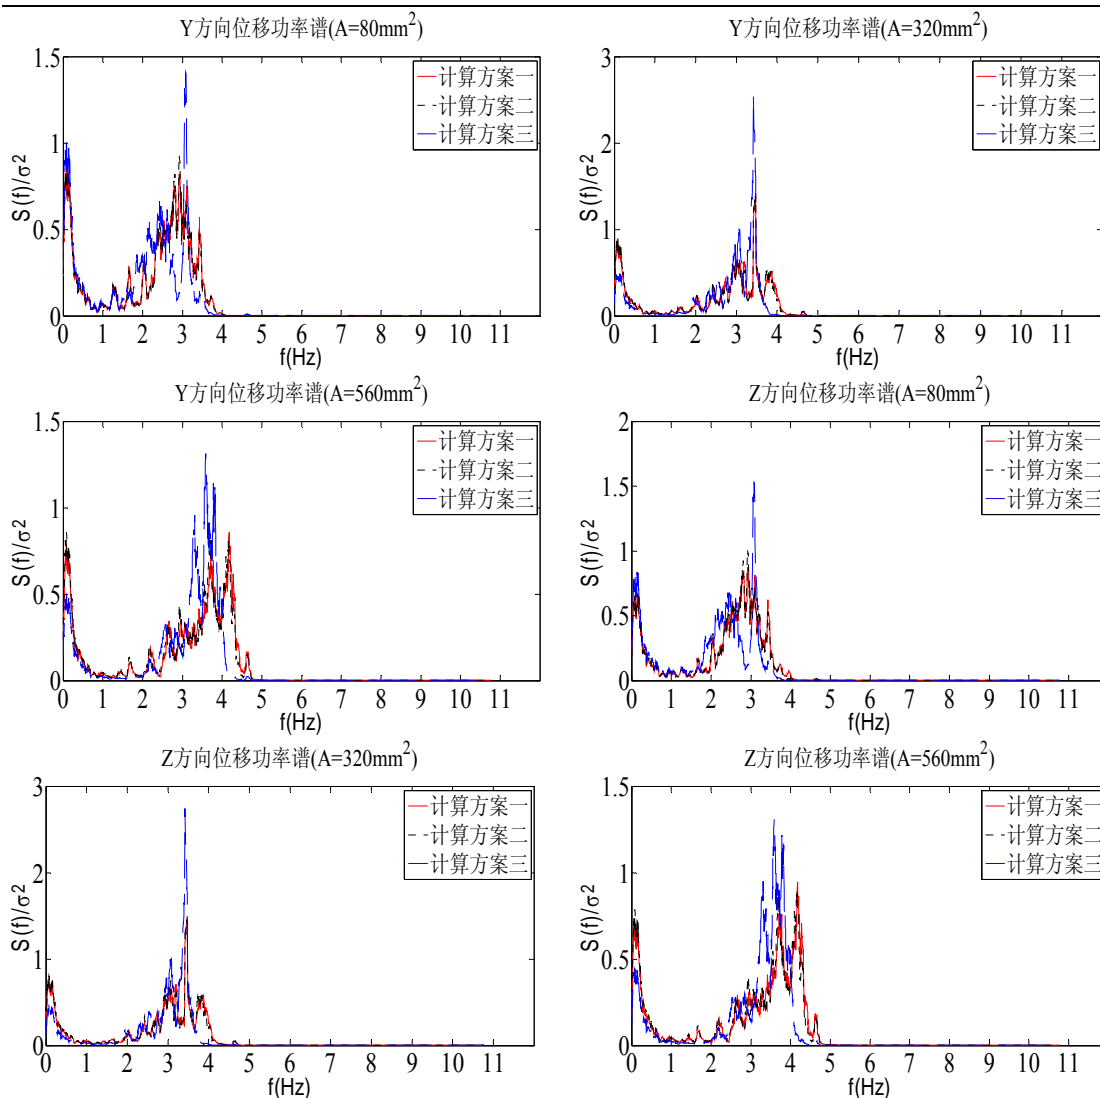 Y方向位移功率谱(A=80mm²)
1.5
1
0.5
0
S(f)/σ²
计算方案一
计算方案二
计算方案三
0 1 2 3 4 5 6 7 8 9 10 11
f(Hz)
Y方向位移功率谱(A=320mm²)
3
2
1
0
S(f)/σ²
计算方案一
计算方案二
计算方案三
0 1 2 3 4 5 6 7 8 9 10 11
f(Hz)
Y方向位移功率谱(A=560mm²)
1.5
1
0.5
0
S(f)/σ²
计算方案一
计算方案二
计算方案三
0 1 2 3 4 5 6 7 8 9 10 11
f(Hz)
Z方向位移功率谱(A=80mm²)
2
1.5
1
0.5
0
S(f)/σ²
计算方案一
计算方案二
计算方案三
0 1 2 3 4 5 6 7 8 9 10 11
f(Hz)
Z方向位移功率谱(A=320mm²)
3
2
1
0
S(f)/σ²
计算方案一
计算方案二
计算方案三
0 1 2 3 4 5 6 7 8 9 10 11
f(Hz)
Z方向位移功率谱(A=560mm²)
1.5
1
0.5
0
S(f)/σ²
计算方案一
计算方案二
计算方案三
0 1 2 3 4 5 6 7 8 9 10 11
f(Hz)